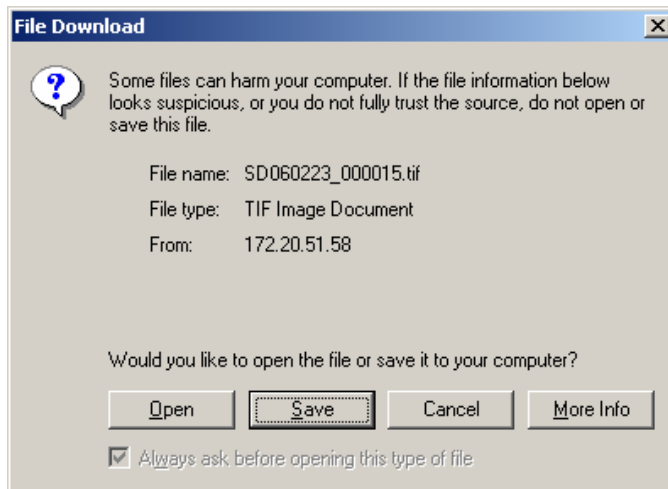 File Download
Some files can harm your computer. If the file information below
looks suspicious, or you do not fully trust the source, do not open or
save this file.
File name: SD060223_000015.tif
File type: TIF Image Document
From: 172.20.51.58
Would you like to open the file or save it to your computer?
Open Save Cancel More Info
Always ask before opening this type of file